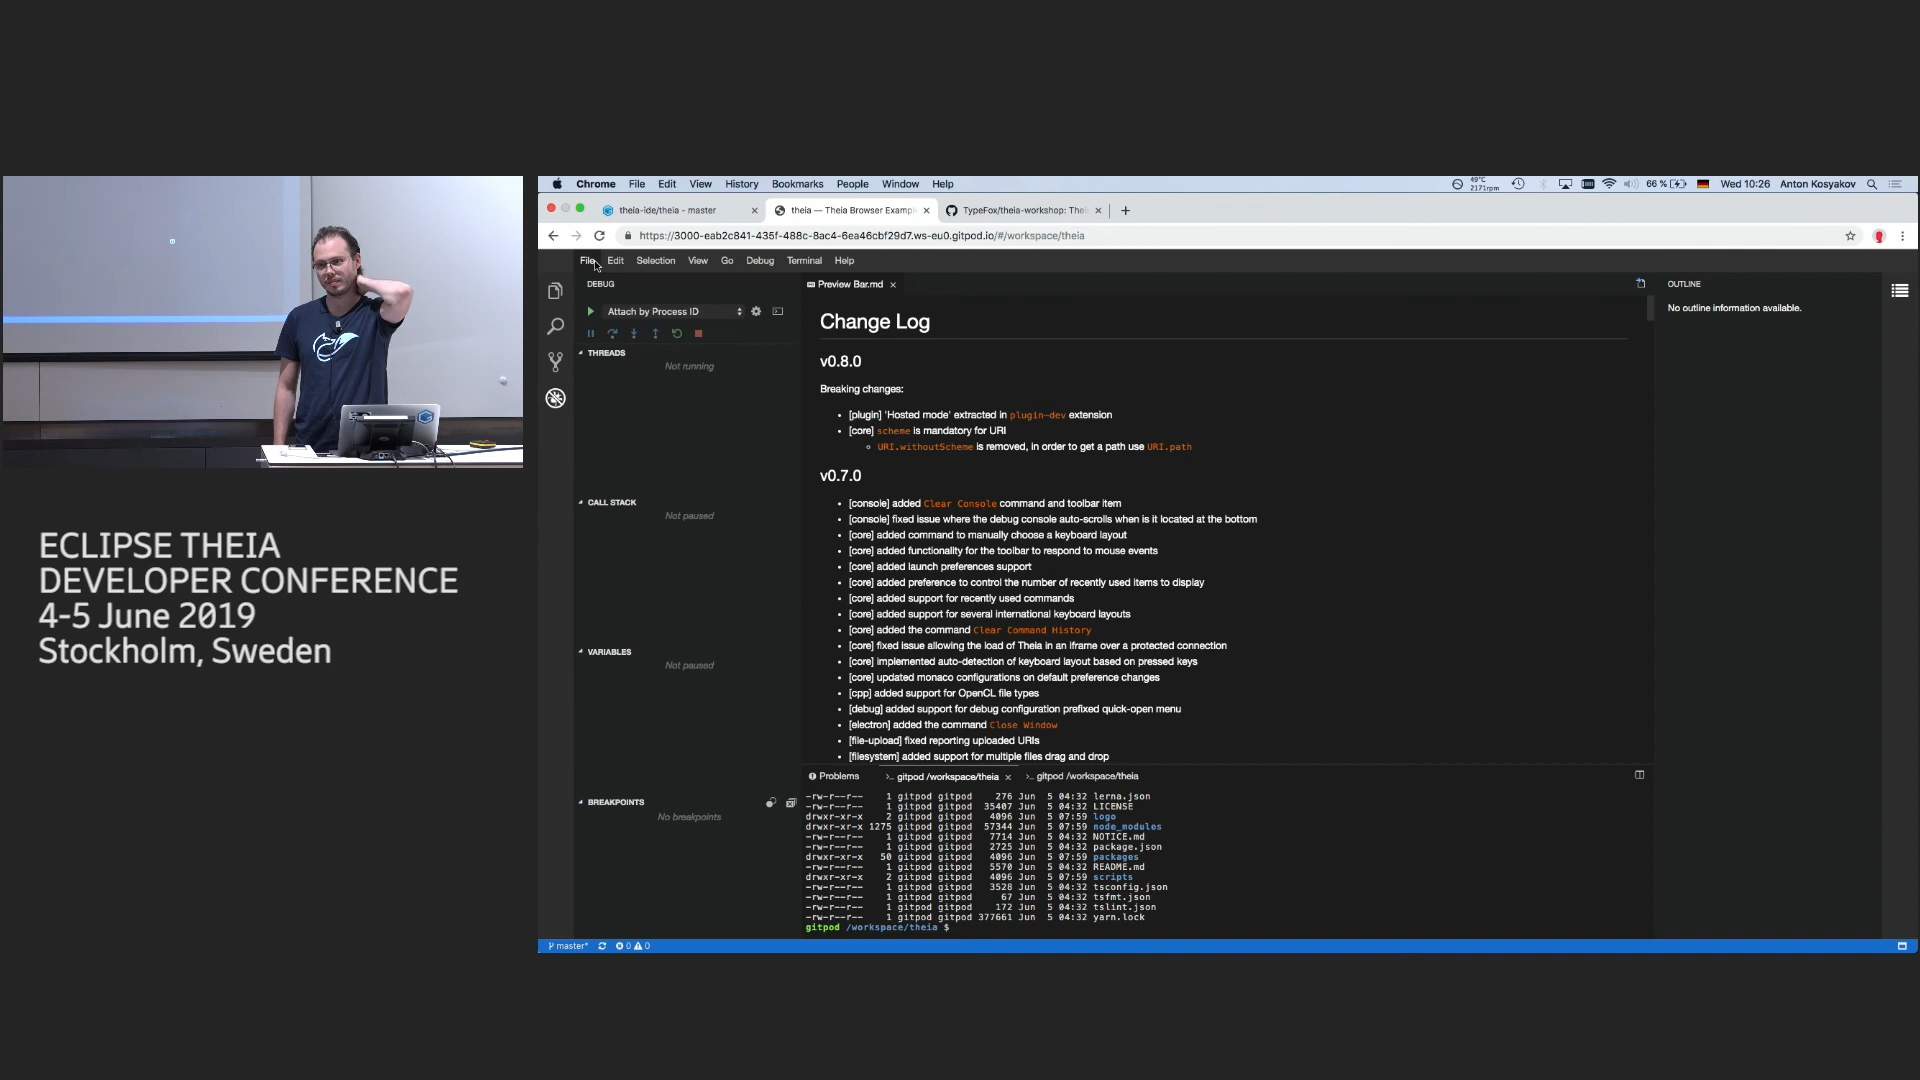 Chrome File Edit View History Bookmarks People Window Help
49°C
2171rpm
66 %
Wed 10:26 Anton Kosyakov
theia-ide/theia - master
theia — Theia Browser Exampl
TypeFox/theia-workshop: Thei
https://3000-eab2c841-435f-488c-8ac4-6ea46cbf29d7.ws-eu0.gitpod.io/#/workspace/theia
File Edit Selection View Go Debug Terminal Help
DEBUG
Attach by Process ID
THREADS
Not running
CALL STACK
Not paused
VARIABLES
Not paused
BREAKPOINTS
No breakpoints
Preview Bar.md
Change Log
v0.8.0
Breaking changes:
[plugin] 'Hosted mode' extracted in plugin-dev extension
[core] scheme is mandatory for URI
URI.withoutScheme is removed, in order to get a path use URI.path
v0.7.0
[console] added Clear Console command and toolbar item
[console] fixed issue where the debug console auto-scrolls when is it located at the bottom
[core] added command to manually choose a keyboard layout
[core] added functionality for the toolbar to respond to mouse events
[core] added launch preferences support
[core] added preference to control the number of recently used items to display
[core] added support for recently used commands
[core] added support for several international keyboard layouts
[core] added the command Clear Command History
[core] fixed issue allowing the load of Theia in an iframe over a protected connection
[core] implemented auto-detection of keyboard layout based on pressed keys
[core] updated monaco configurations on default preference changes
[cpp] added support for OpenCL file types
[debug] added support for debug configuration prefixed quick-open menu
[electron] added the command Close Window
[file-upload] fixed reporting uploaded URIs
[filesystem] added support for multiple files drag and drop
OUTLINE
No outline information available.
Problems
gitpod /workspace/theia
gitpod /workspace/theia
-rw-r--r-- 1 gitpod gitpod 276 Jun 5 04:32 lerna.json
-rw-r--r-- 1 gitpod gitpod 35407 Jun 5 04:32 LICENSE
drwxr-xr-x 2 gitpod gitpod 4096 Jun 5 07:59 logo
drwxr-xr-x 1275 gitpod gitpod 57344 Jun 5 07:59 node_modules
-rw-r--r-- 1 gitpod gitpod 7714 Jun 5 04:32 NOTICE.md
-rw-r--r-- 1 gitpod gitpod 2725 Jun 5 04:32 package.json
drwxr-xr-x 50 gitpod gitpod 4096 Jun 5 07:59 packages
-rw-r--r-- 1 gitpod gitpod 5570 Jun 5 04:32 README.md
drwxr-xr-x 2 gitpod gitpod 4096 Jun 5 07:59 scripts
-rw-r--r-- 1 gitpod gitpod 3528 Jun 5 04:32 tsconfig.json
-rw-r--r-- 1 gitpod gitpod 67 Jun 5 04:32 tsfmt.json
-rw-r--r-- 1 gitpod gitpod 172 Jun 5 04:32 tslint.json
-rw-r--r-- 1 gitpod gitpod 377661 Jun 5 04:32 yarn.lock
gitpod /workspace/theia $
master* 0 0
ECLIPSE THEIA
DEVELOPER CONFERENCE
4-5 June 2019
Stockholm, Sweden